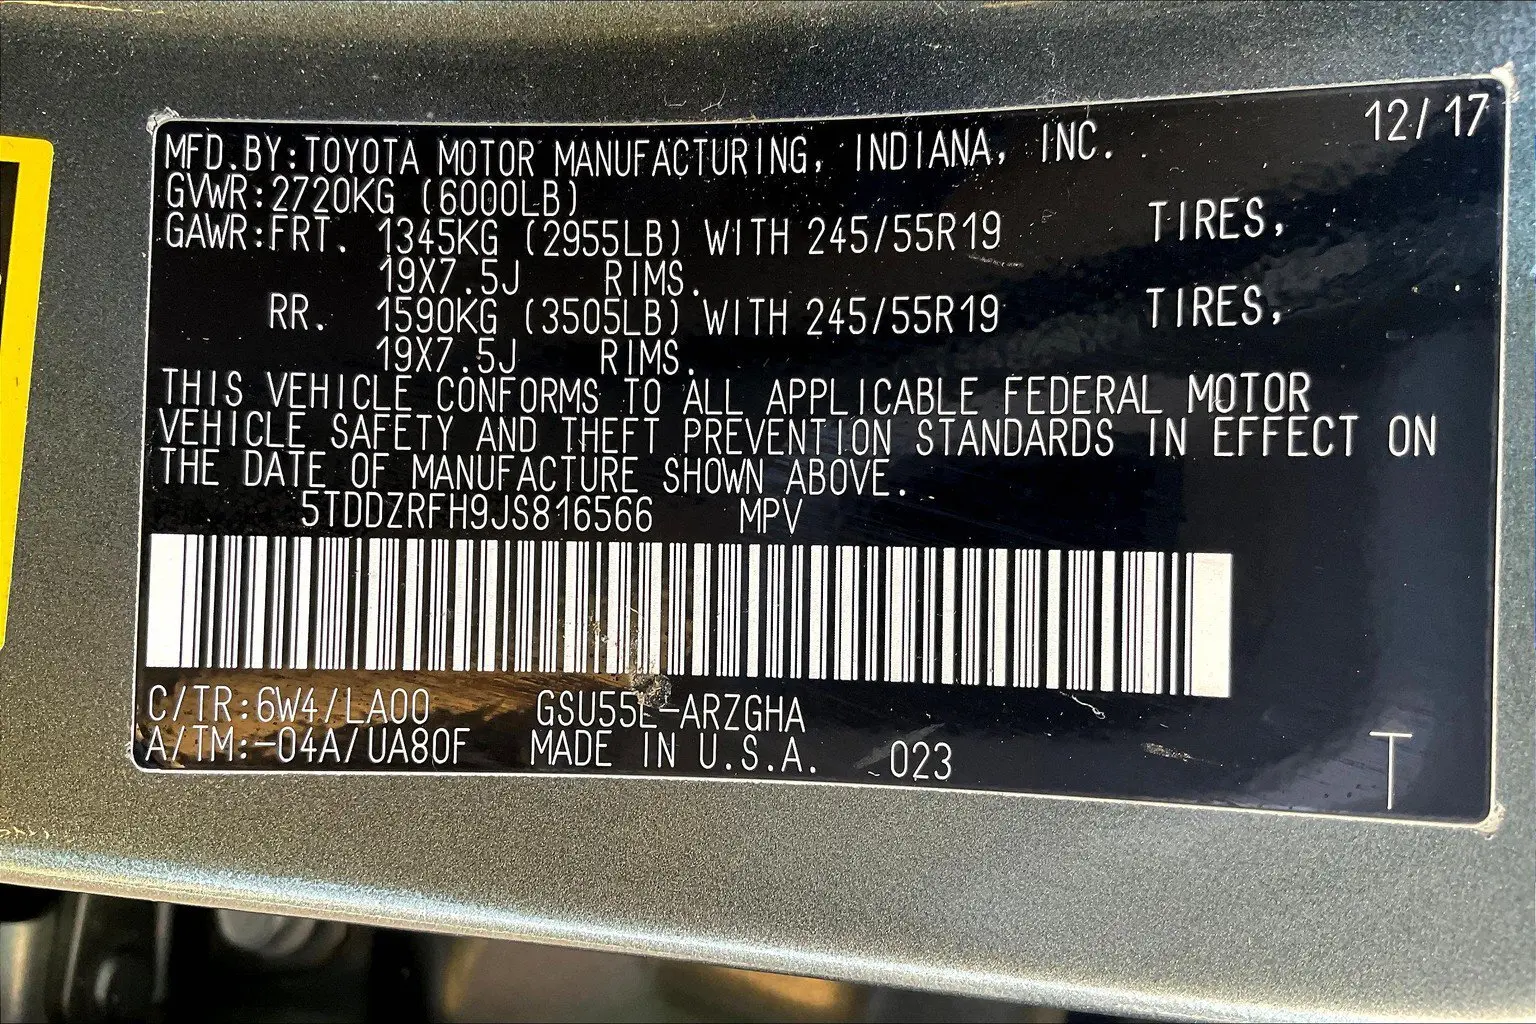 12/17
MFD.BY:TOYOTA MOTOR MANUFACTURING, INDIANA, INC.
GVWR:2720KG (6000LB)
GAWR:FRT. 1345KG (2955LB) WITH 245/55R19 TIRES,
19X7.5J RIMS.
RR. 1590KG (3505LB) WITH 245/55R19 TIRES,
19X7.5J RIMS.
THIS VEHICLE CONFORMS TO ALL APPLICABLE FEDERAL MOTOR
VEHICLE SAFETY AND THEFT PREVENTION STANDARDS IN EFFECT ON
THE DATE OF MANUFACTURE SHOWN ABOVE.
5TDDZRFH9JS816566 MPV
C/TR:6W4/LA00 GSU55L-ARZGHA
A/TM:-04A/UA80F MADE IN U.S.A. 023
T